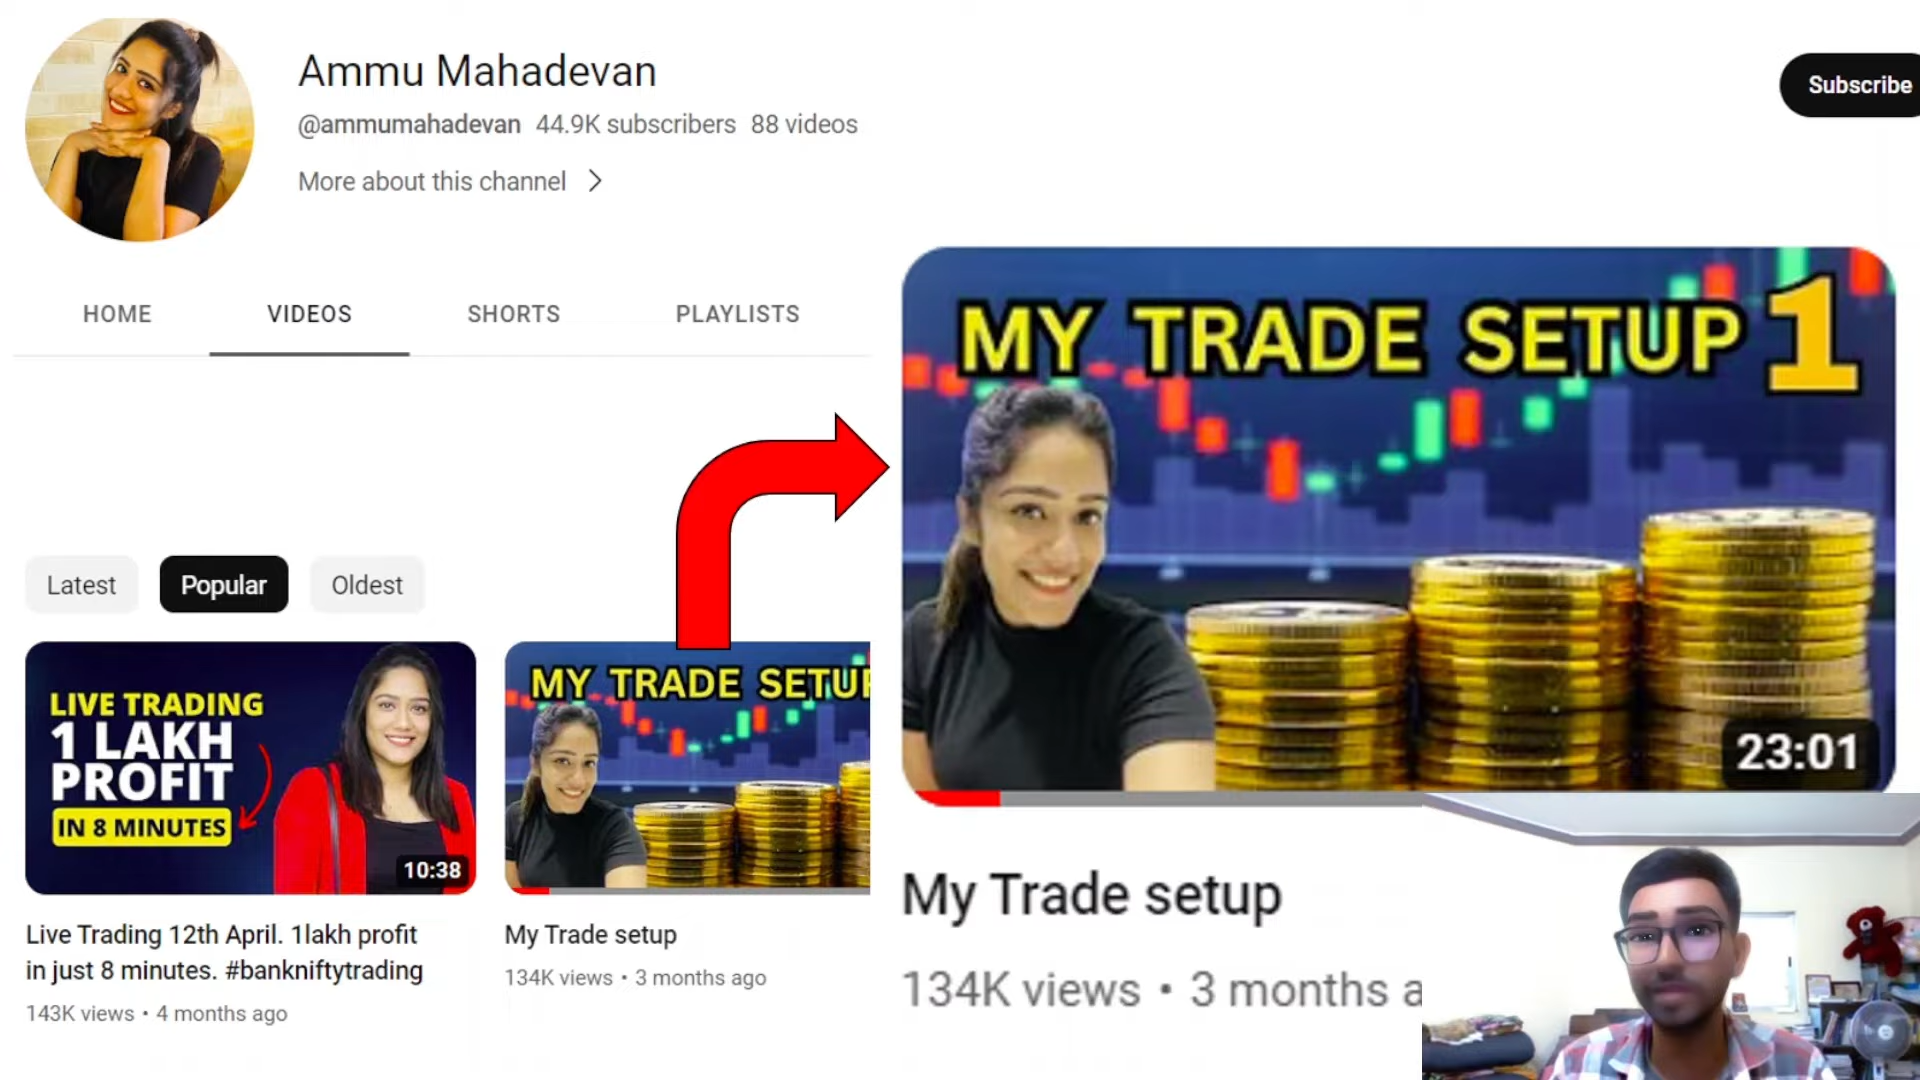 Ammu Mahadevan
@ammumahadevan 44.9K subscribers 88 videos
More about this channel
Subscribe
HOME VIDEOS SHORTS PLAYLISTS
Latest Popular Oldest
LIVE TRADING
1 LAKH
PROFIT
IN 8 MINUTES
10:38
Live Trading 12th April. 1lakh profit
in just 8 minutes. #bankniftytrading
143K views • 4 months ago
MY TRADE SETUP
My Trade setup
134K views • 3 months ago
MY TRADE SETUP 1
23:01
My Trade setup
134K views • 3 months a